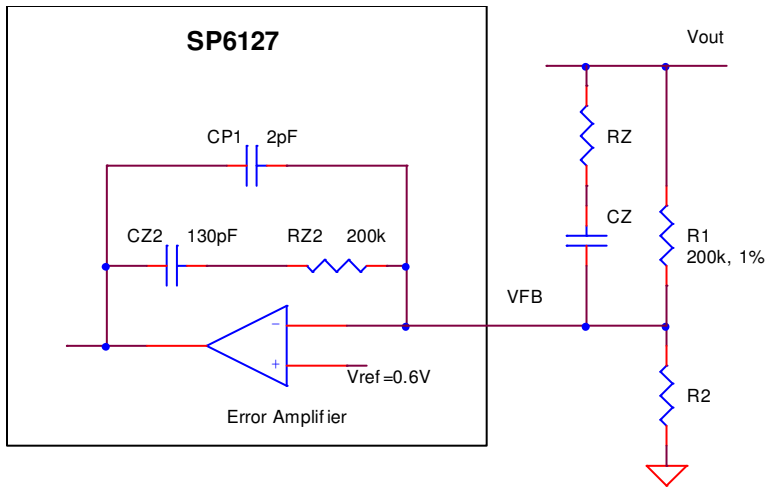 SP6127
Vout
CP1 2pF
RZ
CZ2 130pF RZ2 200k
CZ
R1
200k, 1%
VFB
−
+
Vref=0.6V
R2
Error Amplifier